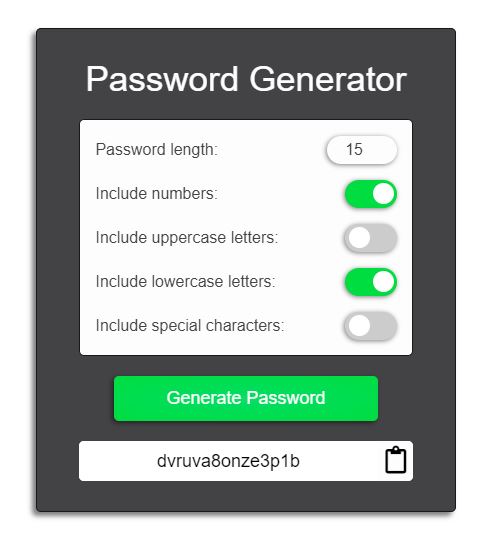 Password Generator
Password length: 15
Include numbers:
Include uppercase letters:
Include lowercase letters:
Include special characters:
Generate Password
dvruva8onze3p1b